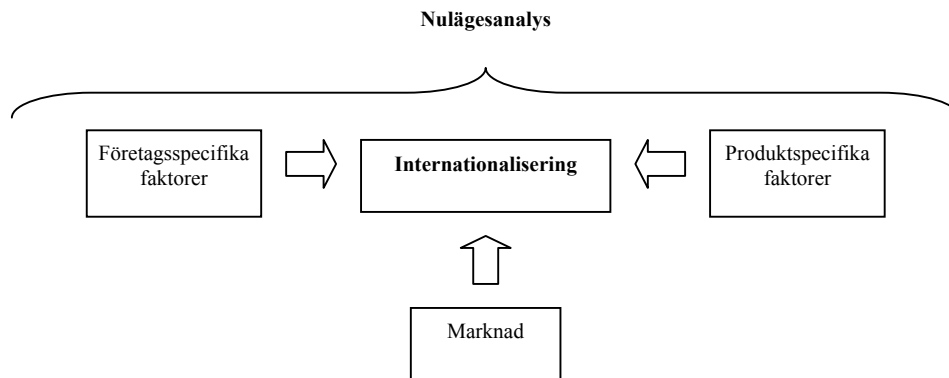 Nulägesanalys
Företagsspecifika
faktorer
Internationalisering
Produktspecifika
faktorer
Marknad